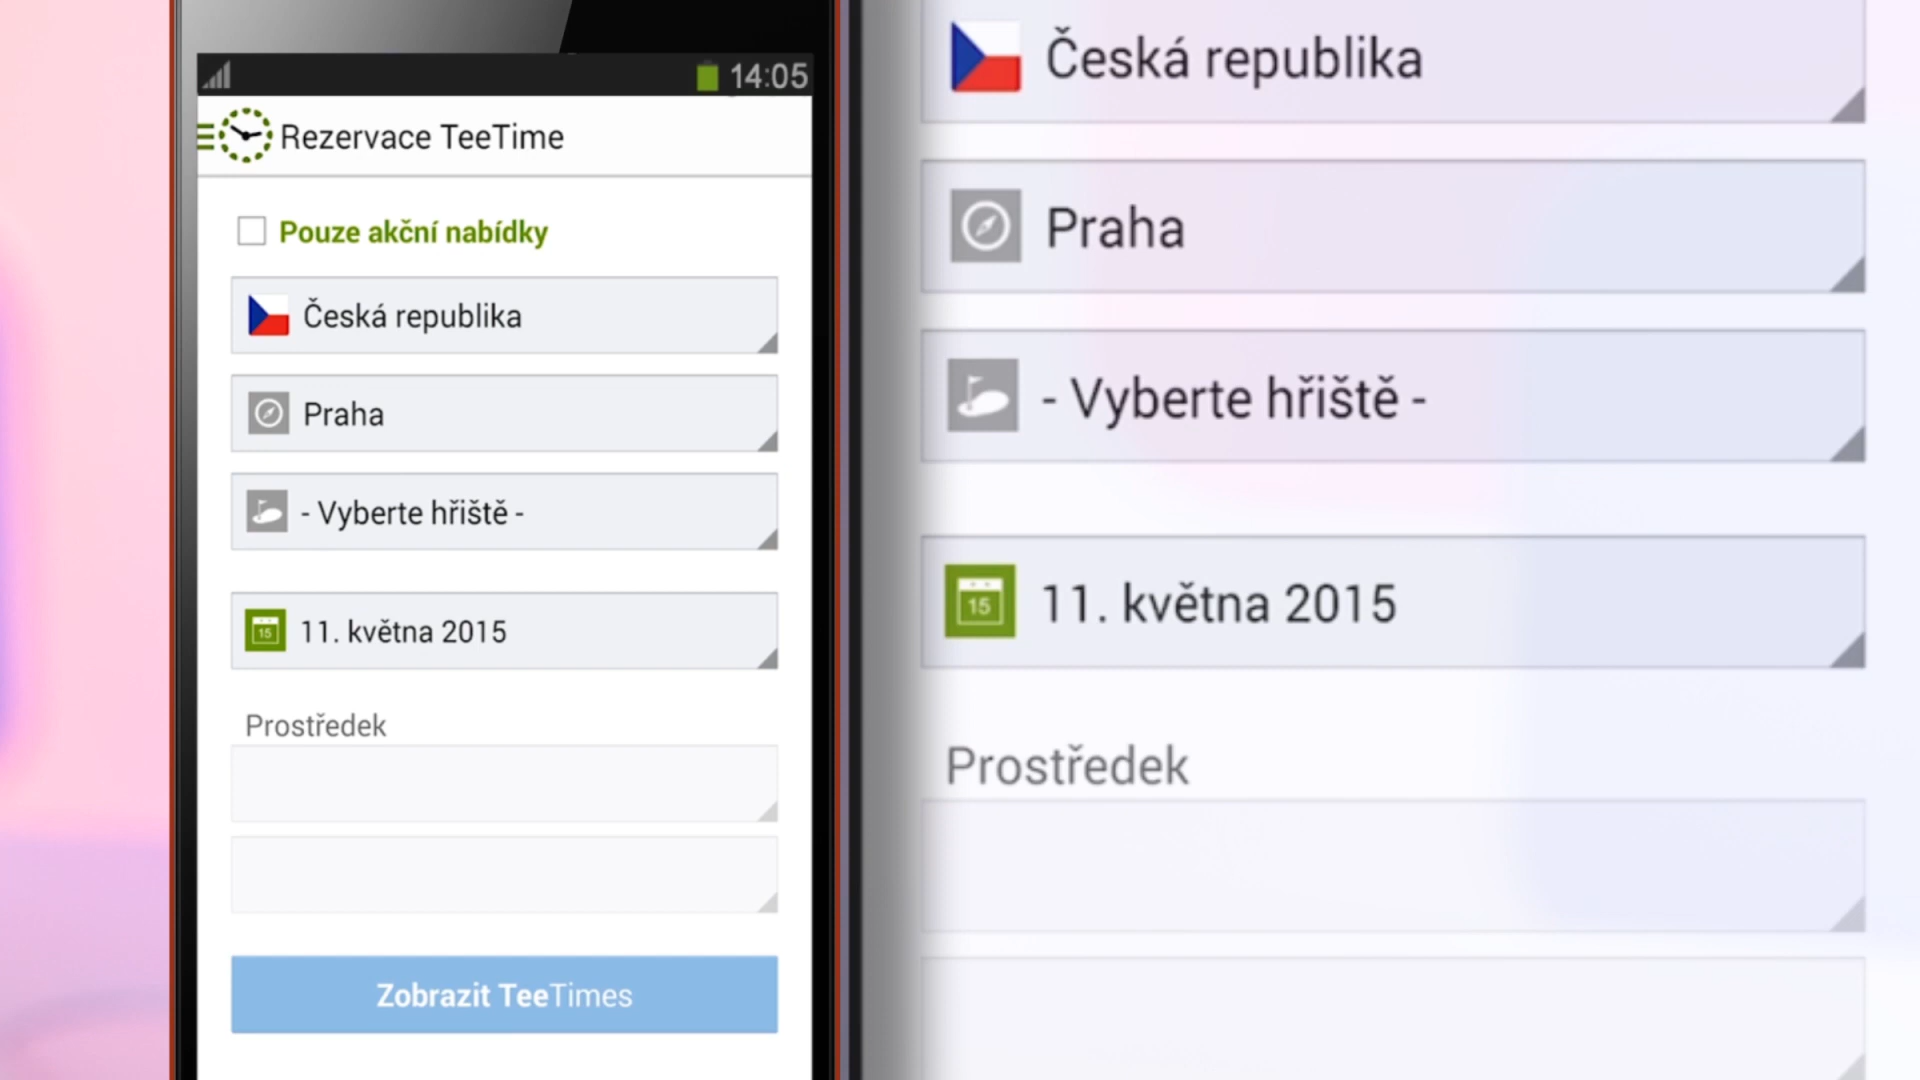 14:05
Rezervace TeeTime
Pouze akční nabídky
Česká republika
Praha
- Vyberte hřiště -
15
11. května 2015
Prostředek
Zobrazit TeeTimes
Česká republika
Praha
- Vyberte hřiště -
15
11. května 2015
Prostředek